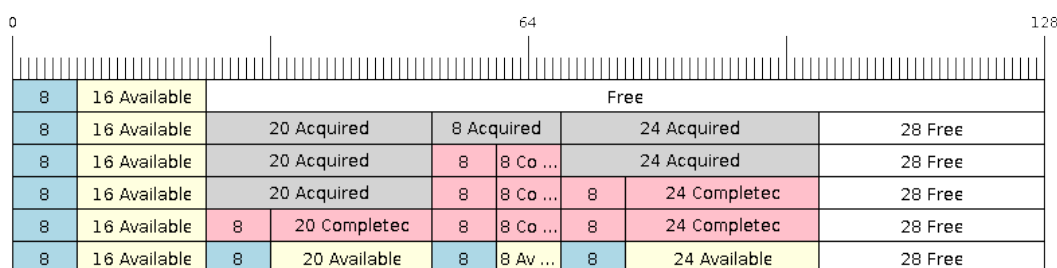 0 64 128
8 16 Available Free
8 16 Available 20 Acquired 8 Acquired 24 Acquired 28 Free
8 16 Available 20 Acquired 8 8 Co ... 24 Acquired 28 Free
8 16 Available 20 Acquired 8 8 Co ... 8 24 Completec 28 Free
8 16 Available 8 20 Completec 8 8 Co ... 8 24 Completec 28 Free
8 16 Available 8 20 Available 8 8 Av ... 8 24 Available 28 Free